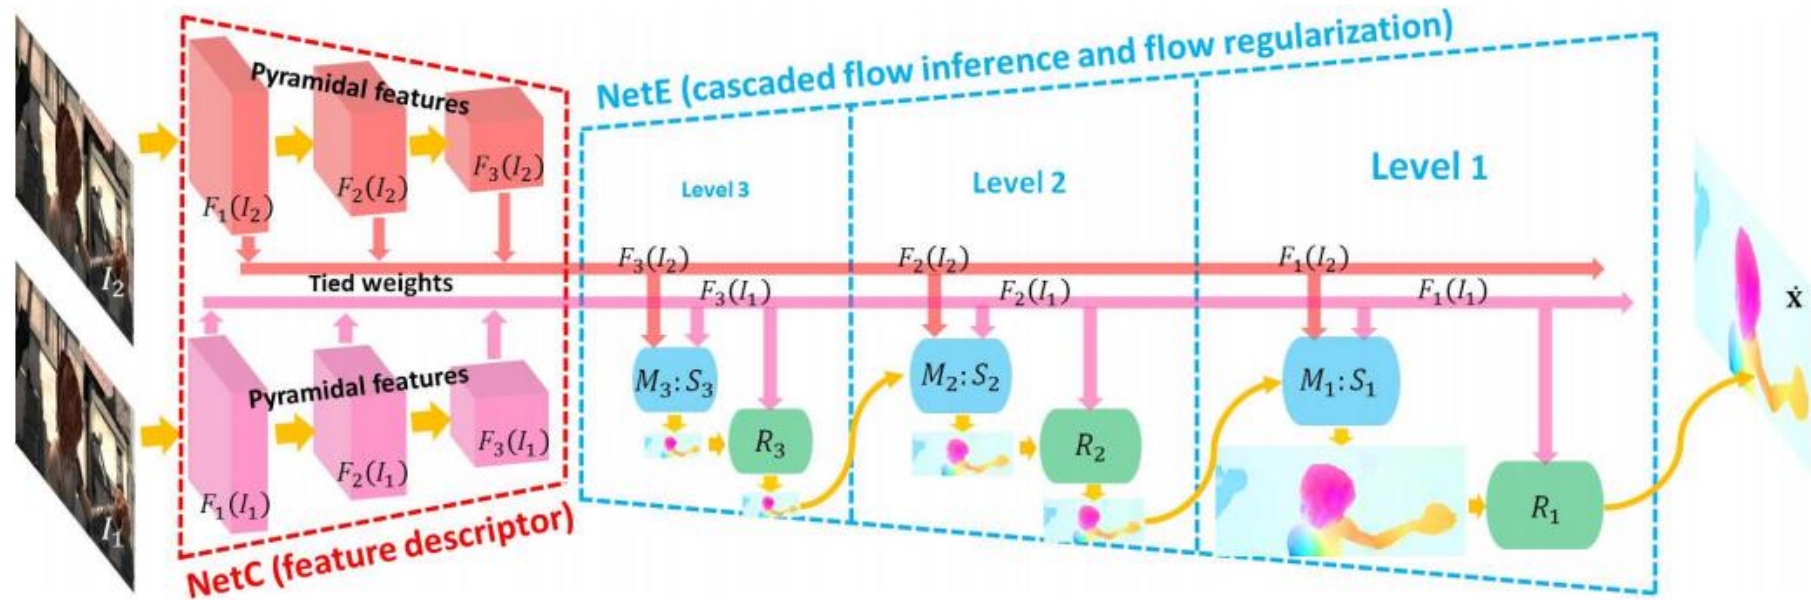 Pyramidal features
F₁(I₂)
F₂(I₂)
F₃(I₂)
I₂
Tied weights
Pyramidal features
F₁(I₁)
F₂(I₁)
F₃(I₁)
I₁
NetC (feature descriptor)
NetE (cascaded flow inference and flow regularization)
Level 3
F₃(I₂)
F₃(I₁)
M₃:S₃
R₃
Level 2
F₂(I₂)
F₂(I₁)
M₂:S₂
R₂
Level 1
F₁(I₂)
F₁(I₁)
M₁:S₁
R₁
ẋ